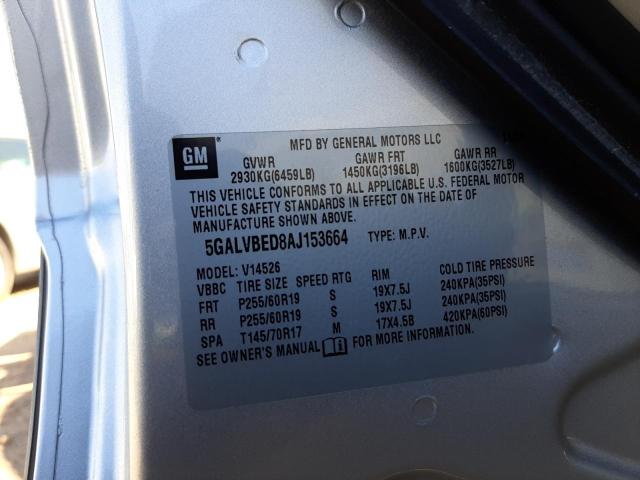 GM
MFD BY GENERAL MOTORS LLC
GVWR GAWR FRT GAWR RR
2930KG(6459LB) 1450KG(3196LB) 1600KG(3527LB)
THIS VEHICLE CONFORMS TO ALL APPLICABLE U.S. FEDERAL MOTOR
VEHICLE SAFETY STANDARDS IN EFFECT ON THE DATE OF
MANUFACTURE SHOWN ABOVE.
5GALVBED8AJ153664 TYPE: M.P.V.
MODEL: V14526
VBBC TIRE SIZE SPEED RTG RIM COLD TIRE PRESSURE
FRT P255/60R19 S 19X7.5J 240KPA(35PSI)
RR P255/60R19 S 19X7.5J 240KPA(35PSI)
SPA T145/70R17 M 17X4.5B 420KPA(60PSI)
SEE OWNER'S MANUAL FOR MORE INFORMATION.